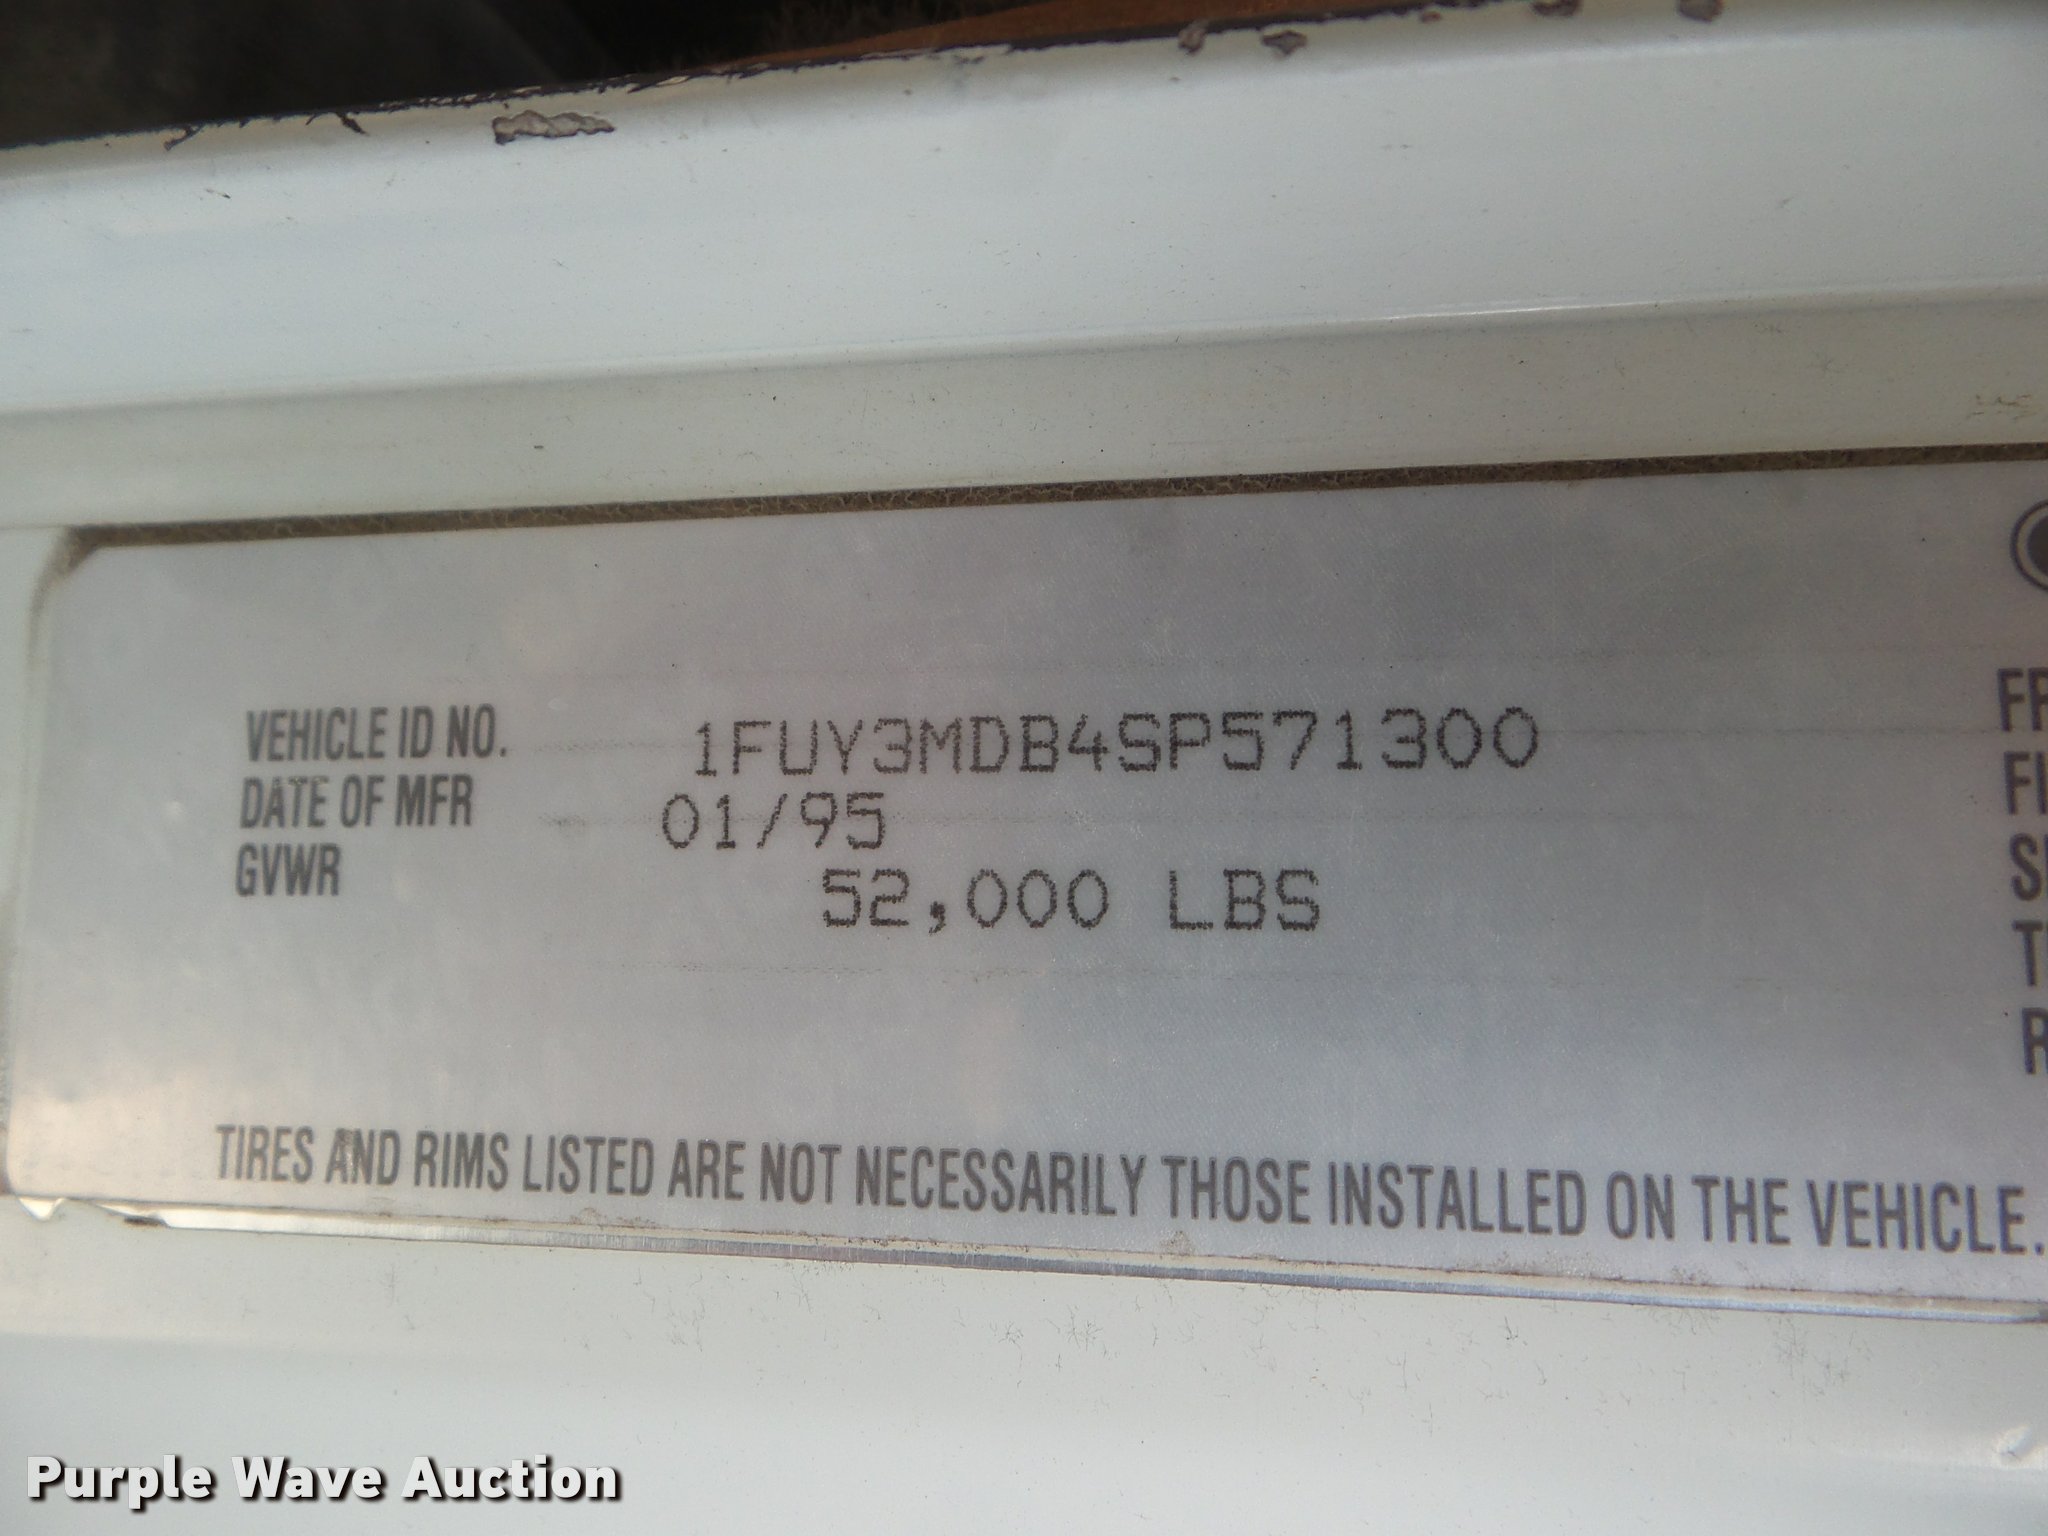 VEHICLE ID NO. 1FUY3MDB4SP571300
DATE OF MFR 01/95
GVWR 52,000 LBS
TIRES AND RIMS LISTED ARE NOT NECESSARILY THOSE INSTALLED ON THE VEHICLE.
Purple Wave Auction